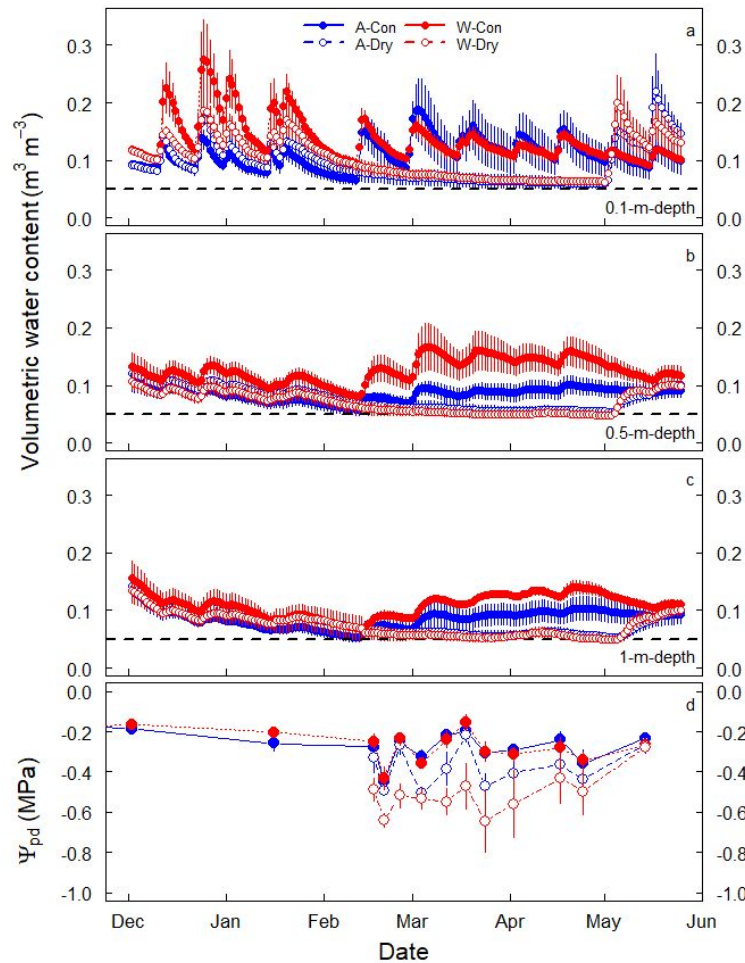 A-Con W-Con a
A-Dry W-Dry
0.3 0.3
0.2 0.2
0.1 0.1
0.0 0.0
0.1-m-depth
b
0.3 0.3
0.2 0.2
0.1 0.1
0.0 0.0
0.5-m-depth
c
0.3 0.3
0.2 0.2
0.1 0.1
0.0 0.0
1-m-depth
Volumetric water content (m³ m⁻³)
d
0.0 0.0
-0.2 -0.2
-0.4 -0.4
-0.6 -0.6
-0.8 -0.8
-1.0 -1.0
Ψpd (MPa)
Dec Jan Feb Mar Apr May Jun
Date